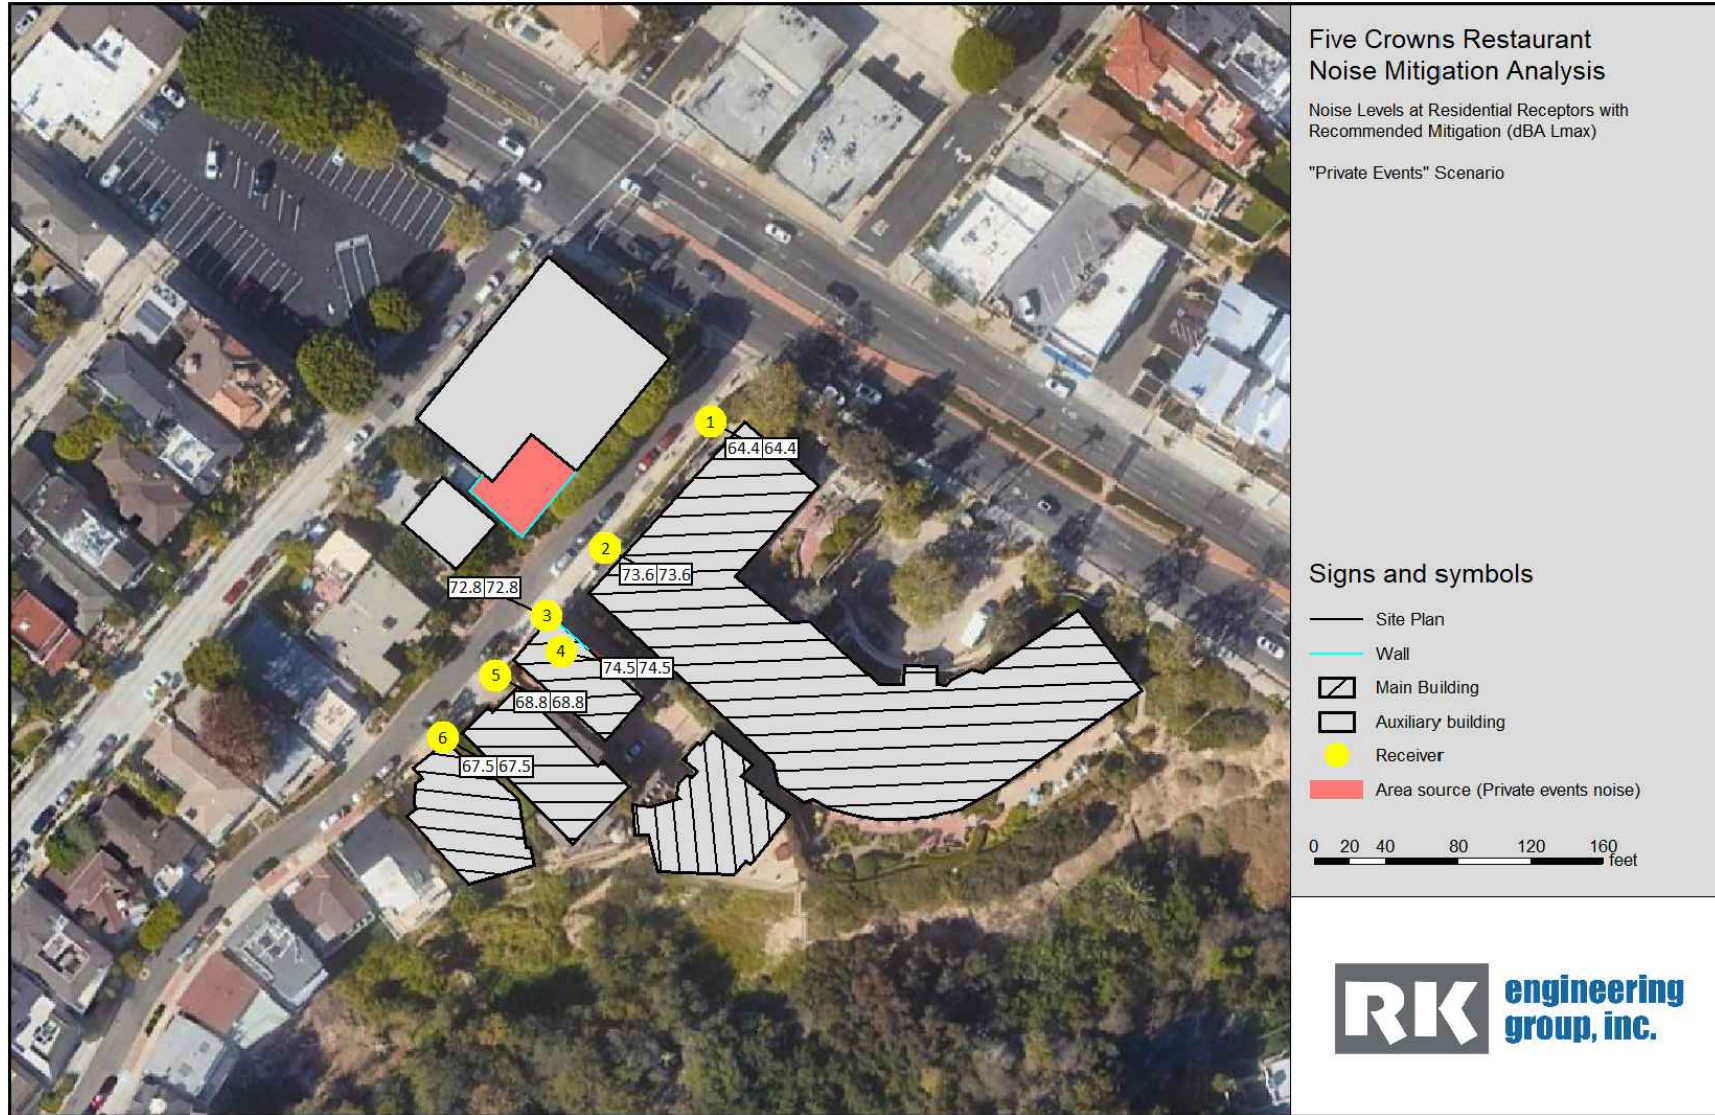 Five Crowns Restaurant
Noise Mitigation Analysis
Noise Levels at Residential Receptors with
Recommended Mitigation (dBA Lmax)
"Private Events" Scenario
1
64.4 64.4
2
73.6 73.6
72.8 72.8
3
4
74.5 74.5
5
68.8 68.8
6
67.5 67.5
Signs and symbols
Site Plan
Wall
Main Building
Auxiliary building
Receiver
Area source (Private events noise)
0 20 40 80 120 160
feet
RK
engineering
group, inc.